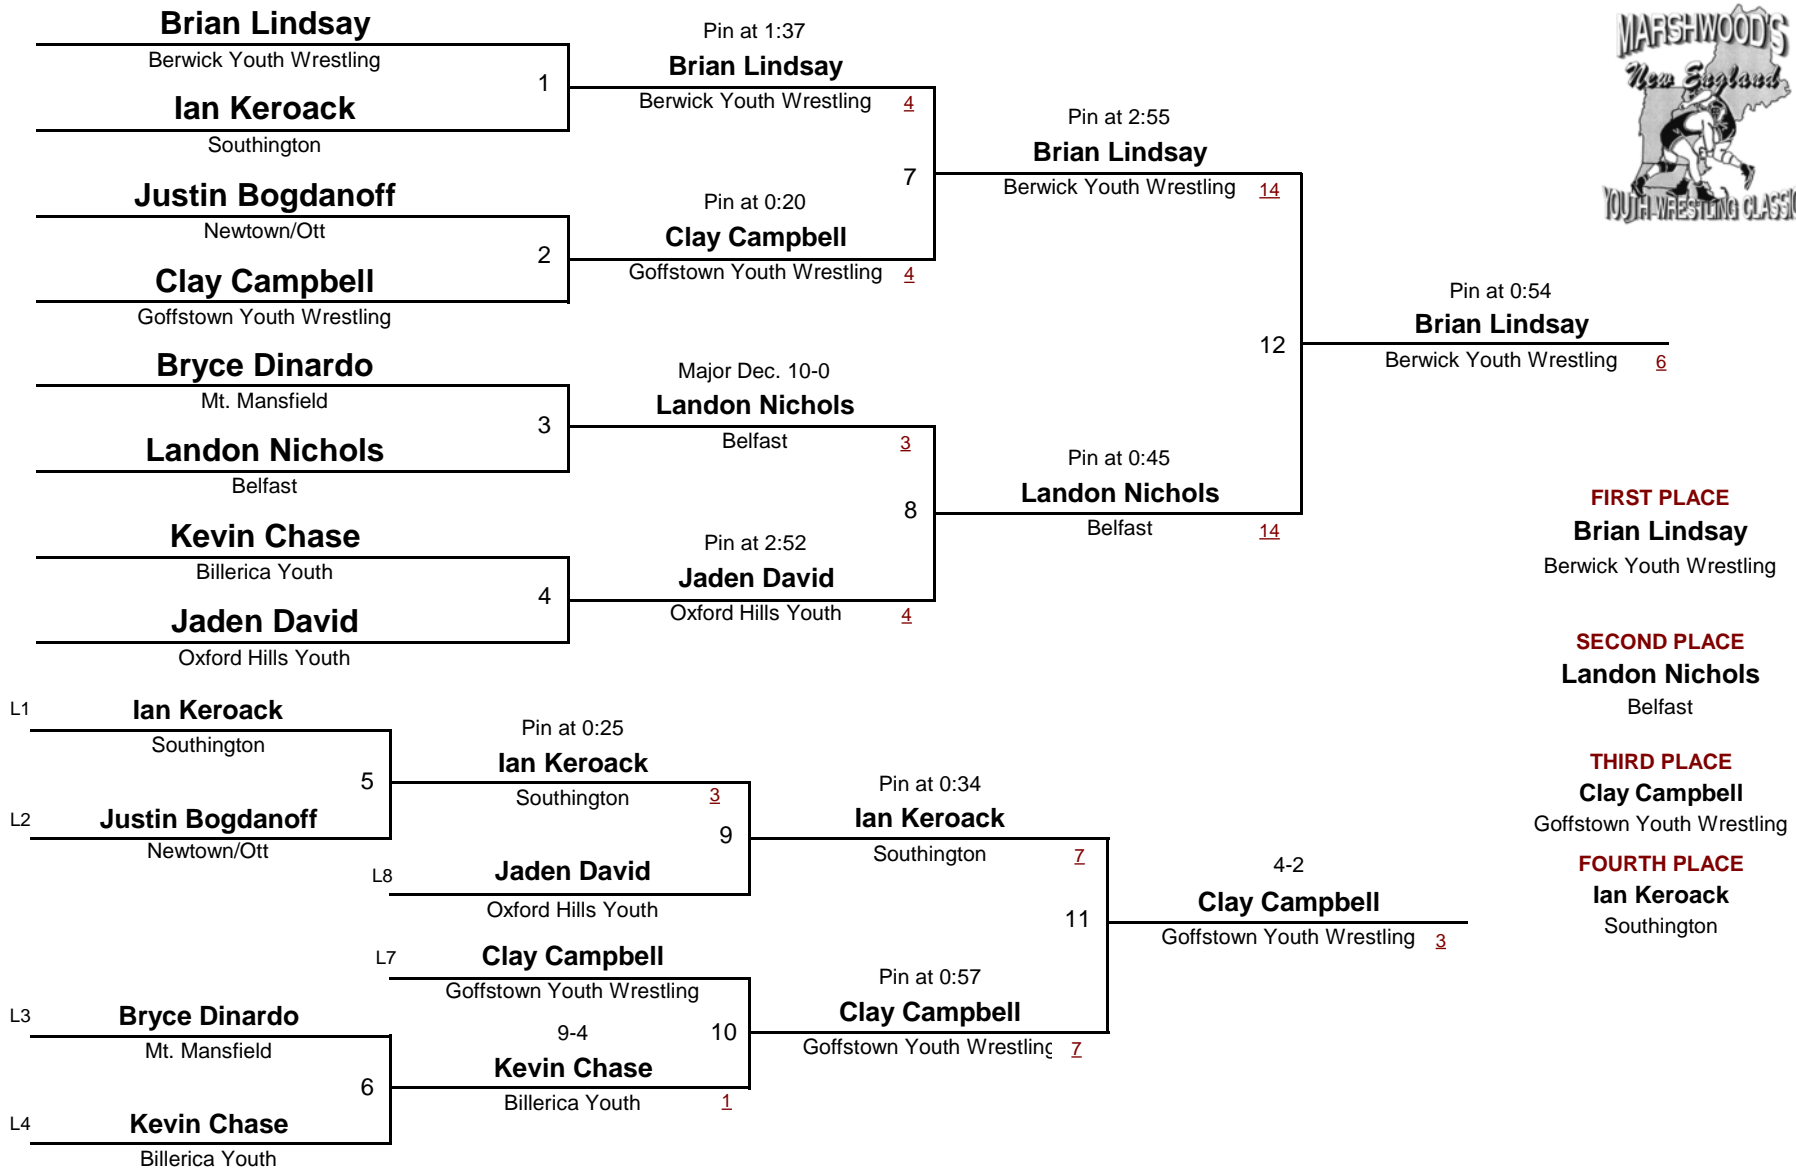 Brian Lindsay
Berwick Youth Wrestling
1
Ian Keroack
Southington
Justin Bogdanoff
Newtown/Ott
2
Clay Campbell
Goffstown Youth Wrestling
Bryce Dinardo
Mt. Mansfield
3
Landon Nichols
Belfast
Kevin Chase
Billerica Youth
4
Jaden David
Oxford Hills Youth
Pin at 1:37
Brian Lindsay
Berwick Youth Wrestling 4
7
Pin at 0:20
Clay Campbell
Goffstown Youth Wrestling 4
Major Dec. 10-0
Landon Nichols
Belfast 3
8
Pin at 2:52
Jaden David
Oxford Hills Youth 4
Pin at 2:55
Brian Lindsay
Berwick Youth Wrestling 14
12
Pin at 0:45
Landon Nichols
Belfast 14
Pin at 0:54
Brian Lindsay
Berwick Youth Wrestling 6
MARSHWOOD'S
New England
YOUTH WRESTLING CLASSIC
FIRST PLACE
Brian Lindsay
Berwick Youth Wrestling
SECOND PLACE
Landon Nichols
Belfast
THIRD PLACE
Clay Campbell
Goffstown Youth Wrestling
FOURTH PLACE
Ian Keroack
Southington
L1 Ian Keroack
Southington
5
L2 Justin Bogdanoff
Newtown/Ott
L3 Bryce Dinardo
Mt. Mansfield
6
L4 Kevin Chase
Billerica Youth
Pin at 0:25
Ian Keroack
Southington 3
9
L8 Jaden David
Oxford Hills Youth
L7 Clay Campbell
Goffstown Youth Wrestling
9-4 10
Kevin Chase
Billerica Youth 1
Pin at 0:34
Ian Keroack
Southington 7
11
Pin at 0:57
Clay Campbell
Goffstown Youth Wrestling 7
4-2
Clay Campbell
Goffstown Youth Wrestling 3